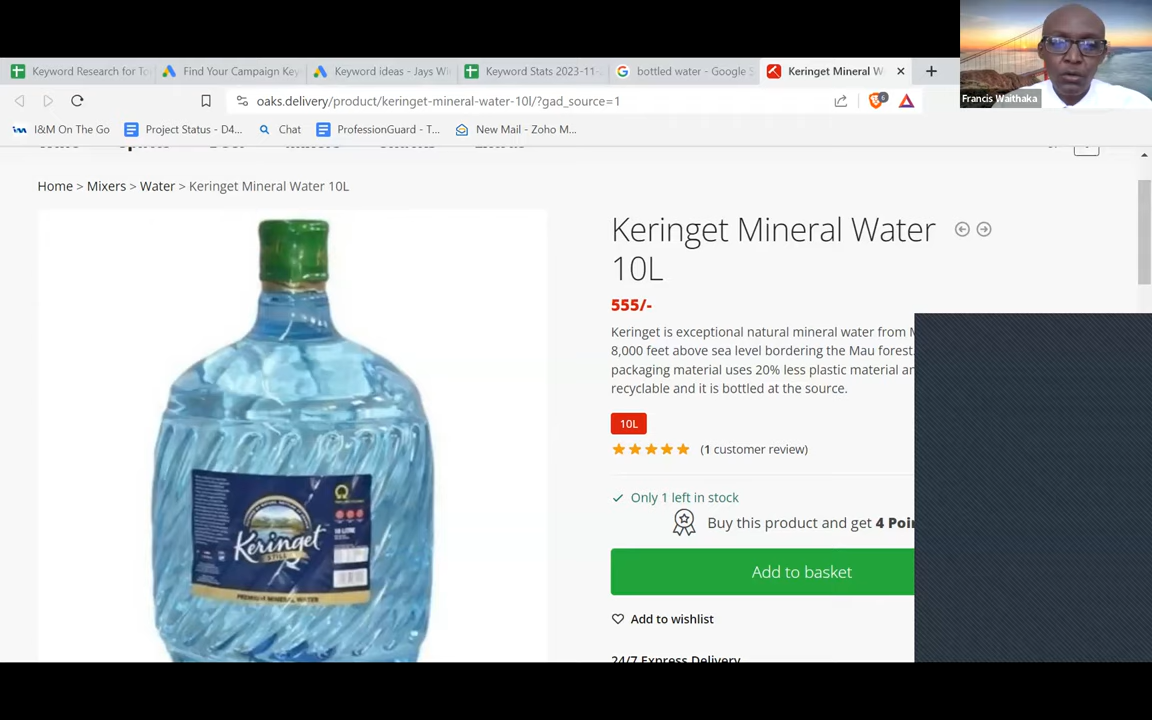 Keyword Research for To
Find Your Campaign Key
Keyword ideas - Jays Wi
Keyword Stats 2023-11-
bottled water - Google S
Keringet Mineral W
Francis Waithaka
oaks.delivery/product/keringet-mineral-water-10l/?gad_source=1
6
I&M On The Go
Project Status - D4...
Chat
ProfessionGuard - T...
New Mail - Zoho M...
Home > Mixers > Water > Keringet Mineral Water 10L
Keringet Mineral Water
10L
555/-
Keringet is exceptional natural mineral water from
8,000 feet above sea level bordering the Mau forest.
packaging material uses 20% less plastic material
recyclable and it is bottled at the source.
10L
(1 customer review)
Only 1 left in stock
Buy this product and get 4
Add to basket
Add to wishlist
24/7 Express Delivery
Keringet
STILL
PREMIUM MINERAL WATER